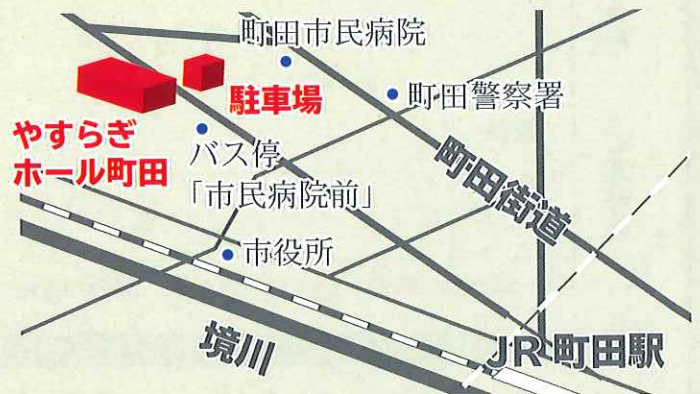 町田市民病院
駐車場
町田警察署
やすらぎ
ホール町田
バス停
「市民病院前」
町田街道
市役所
境川
JR 町田駅